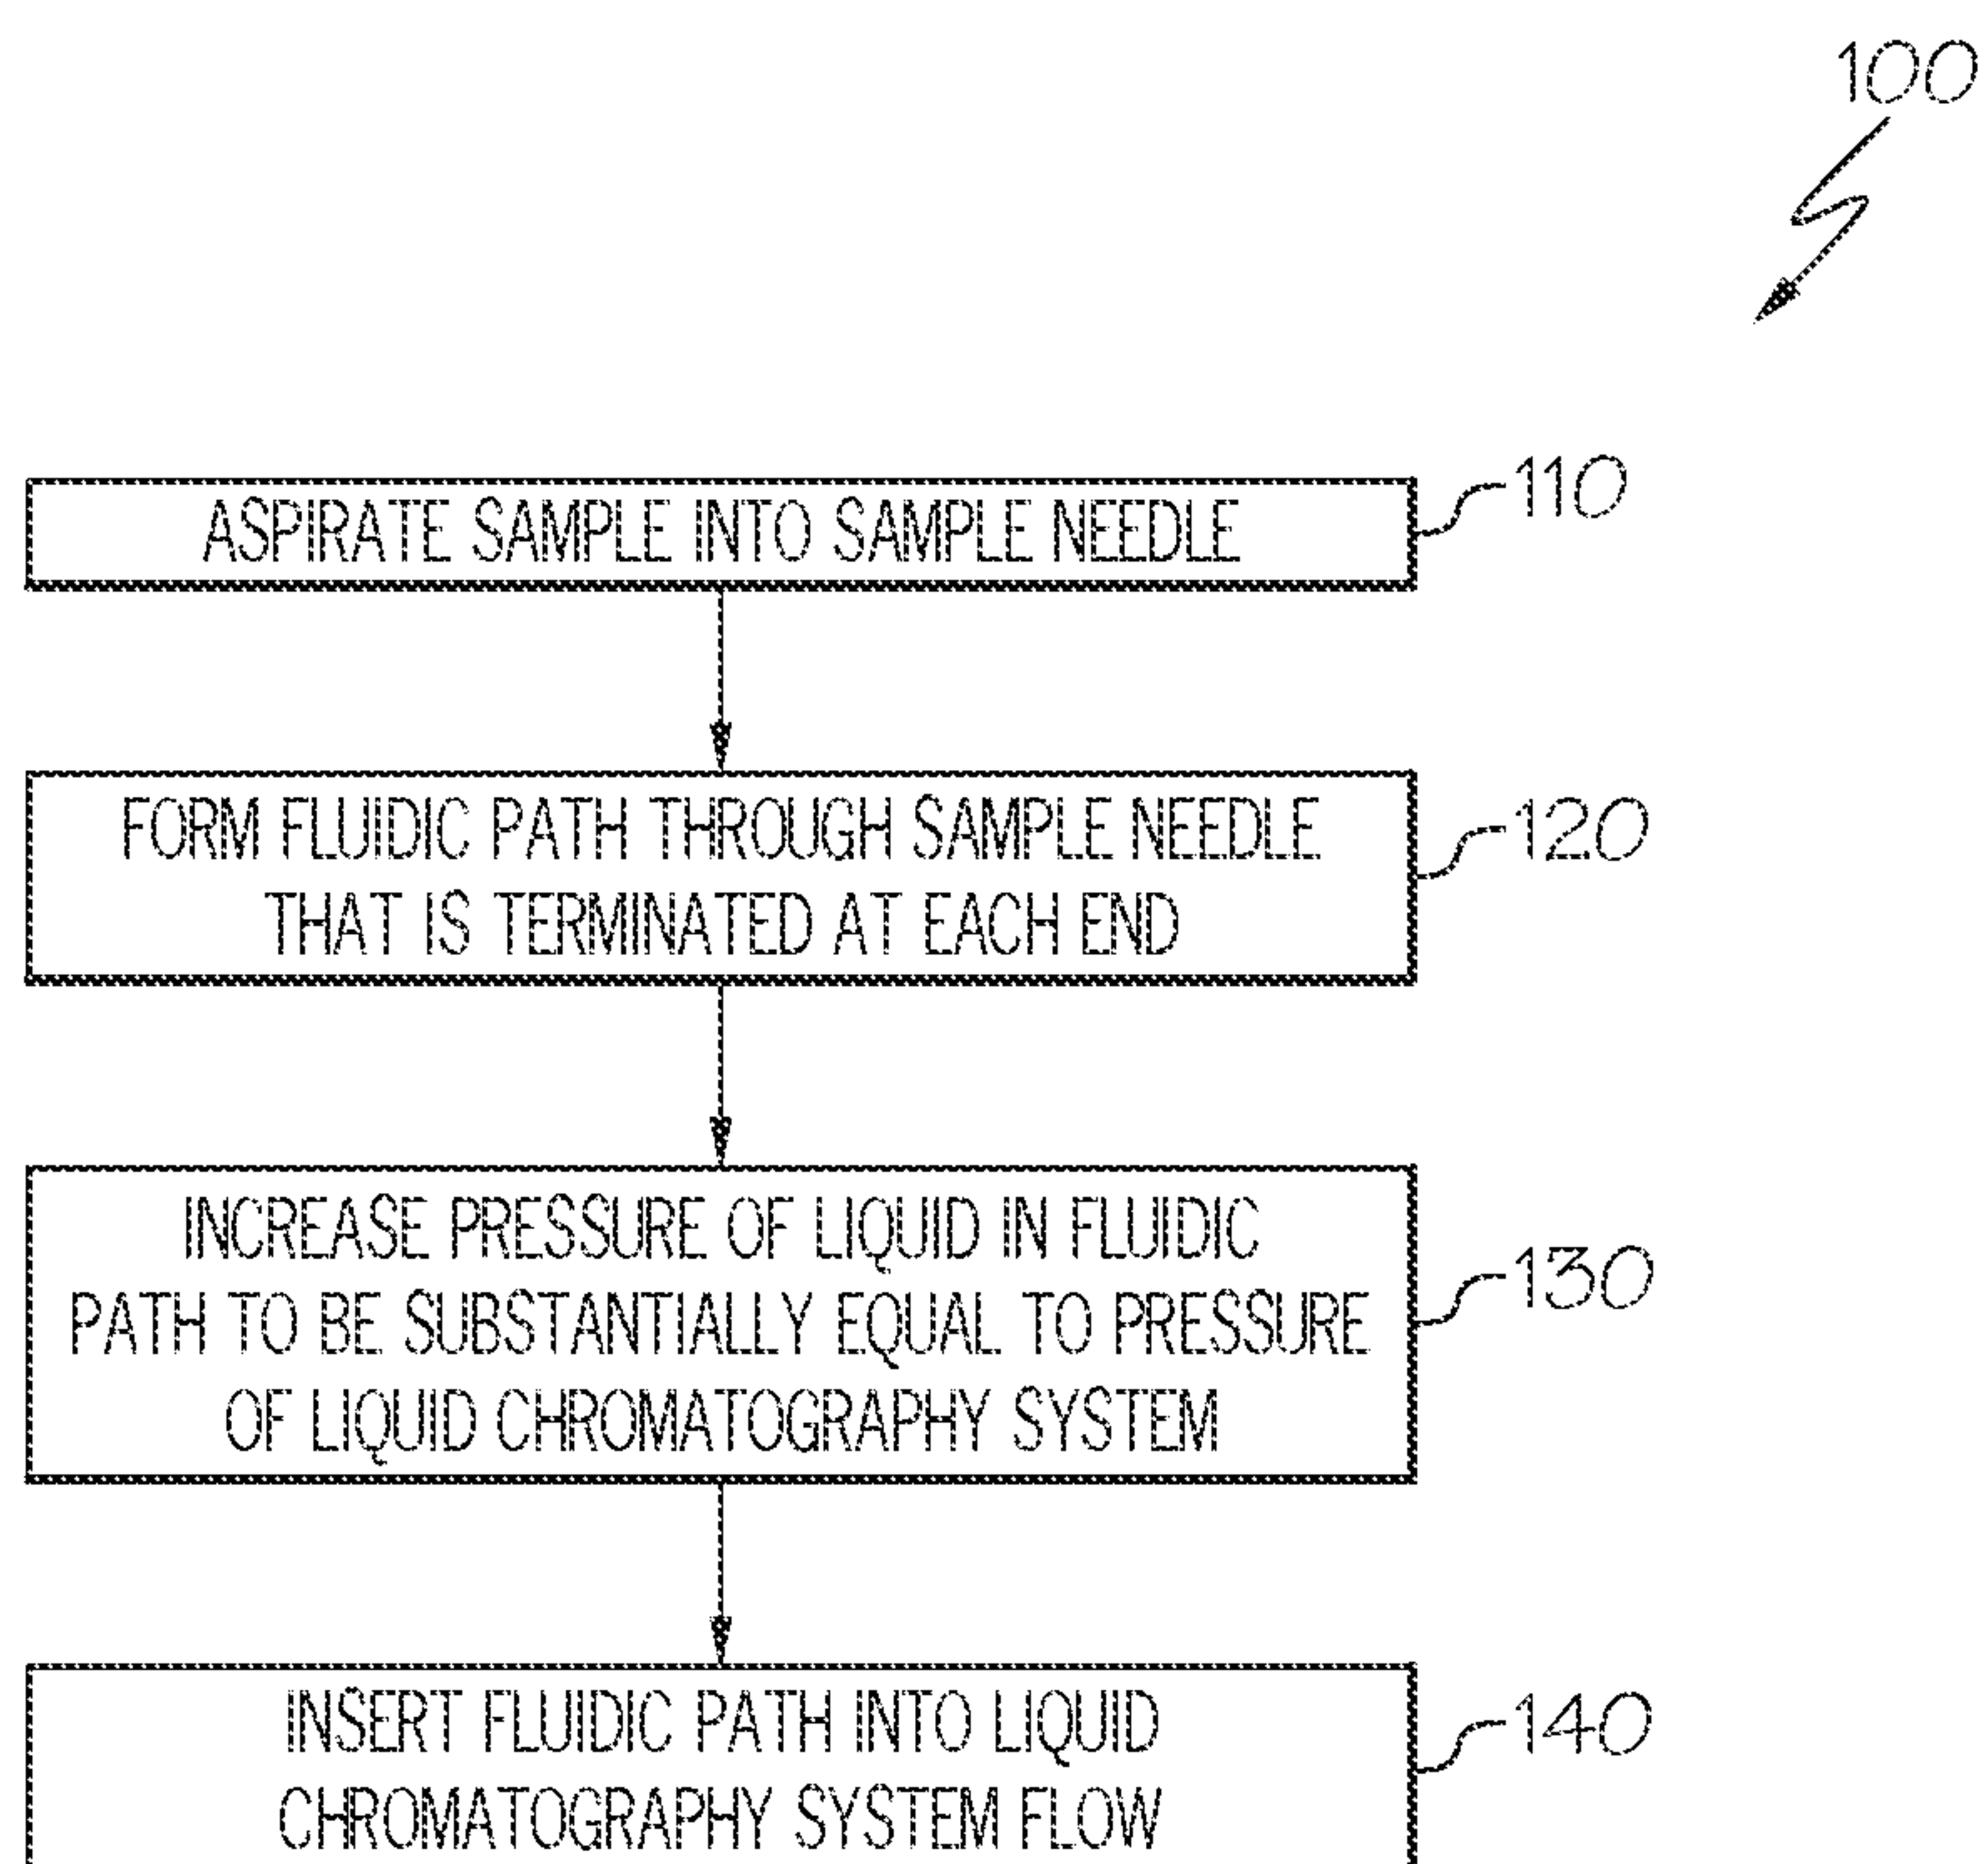 100
ASPIRATE SAMPLE INTO SAMPLE NEEDLE
110
FORM FLUIDIC PATH THROUGH SAMPLE NEEDLE
THAT IS TERMINATED AT EACH END
120
INCREASE PRESSURE OF LIQUID IN FLUIDIC
PATH TO BE SUBSTANTIALLY EQUAL TO PRESSURE
OF LIQUID CHROMATOGRAPHY SYSTEM
130
INSERT FLUIDIC PATH INTO LIQUID
CHROMATOGRAPHY SYSTEM FLOW
140